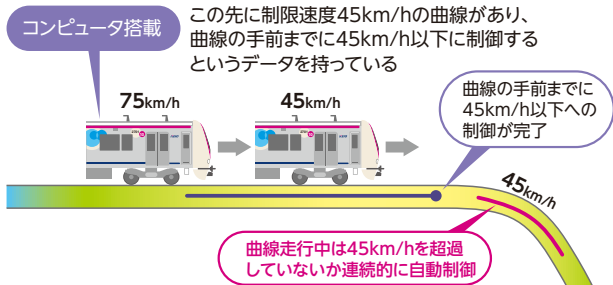 コンピュータ搭載
この先に制限速度45km/hの曲線があり、
曲線の手前までに45km/h以下に制御する
というデータを持っている
75km/h
45km/h
曲線の手前までに
45km/h以下への
制御が完了
45km/h
曲線走行中は45km/hを超過
していないか連続的に自動制御